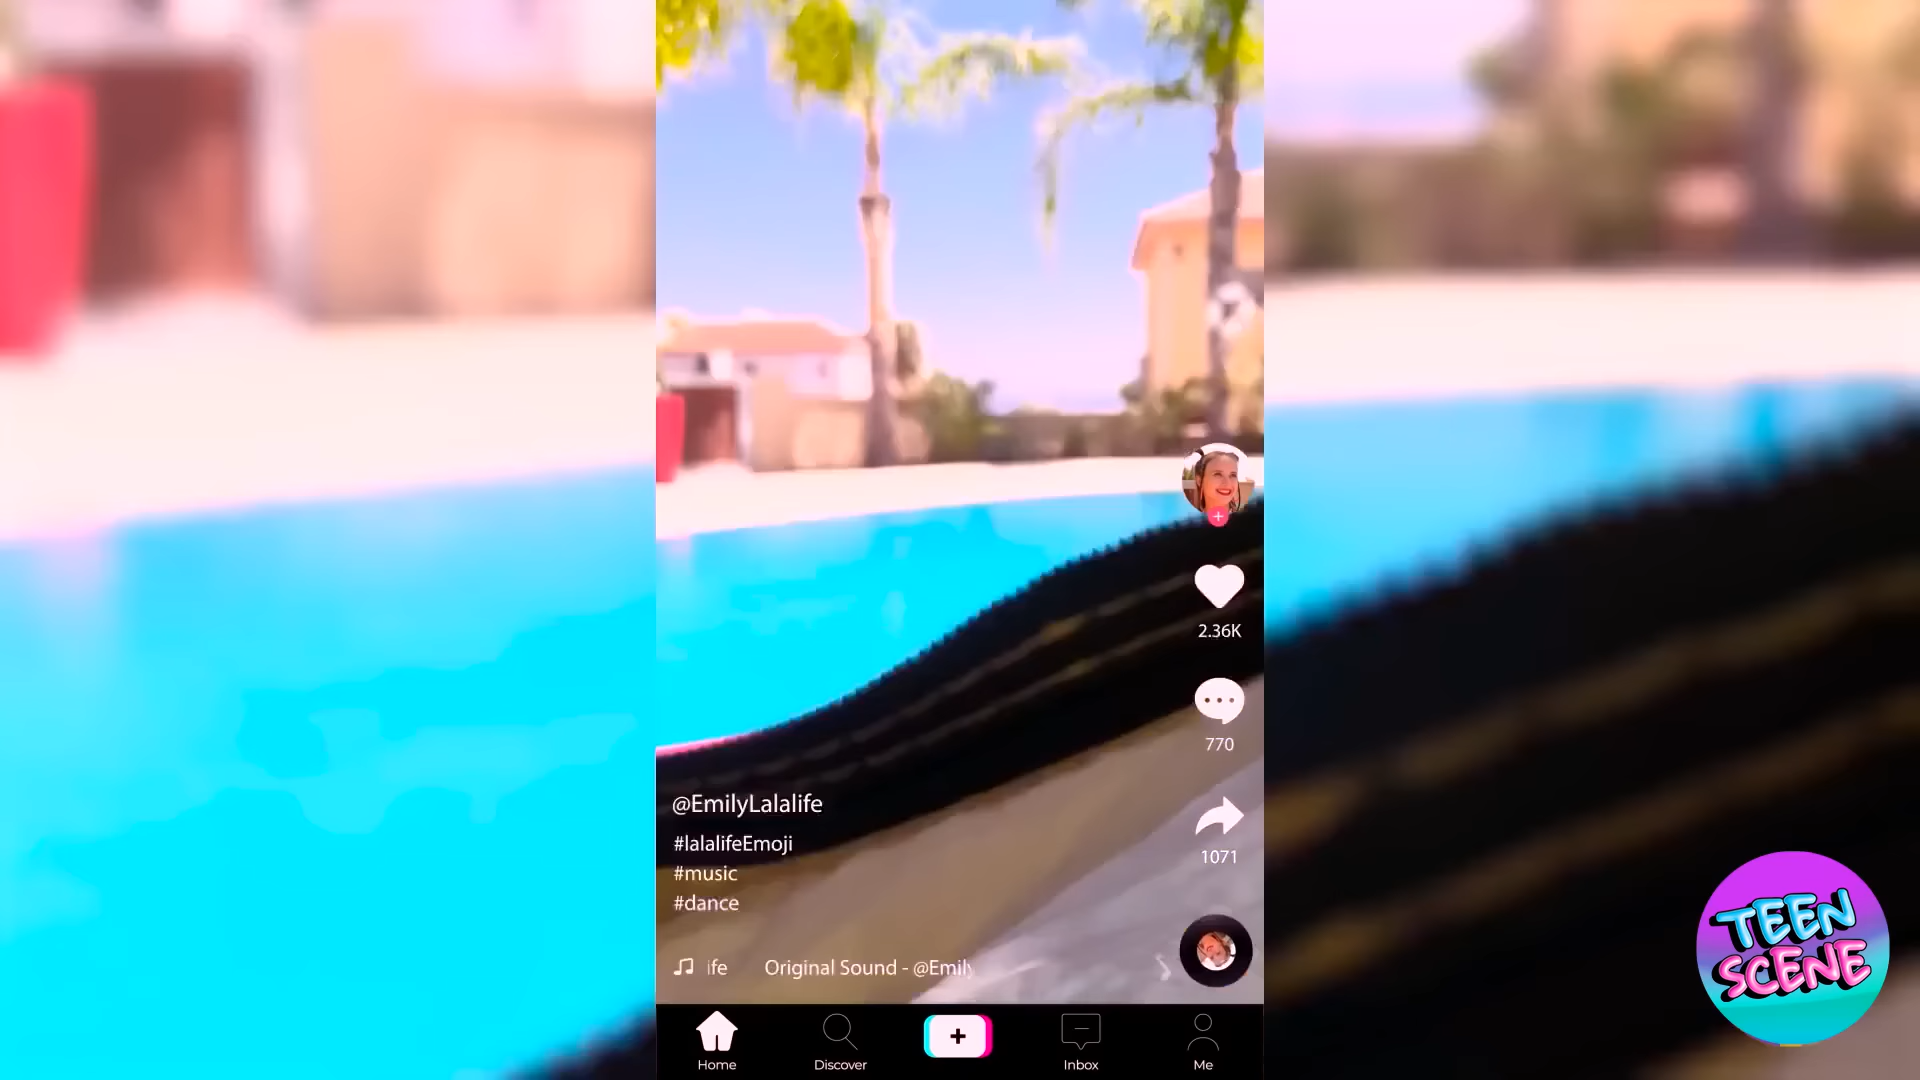 2.36K
770
@EmilyLalalife
#lalalifeEmoji
1071
#music
#dance
ife Original Sound - @Emily
TEEN
SCENE
Home Discover Inbox Me